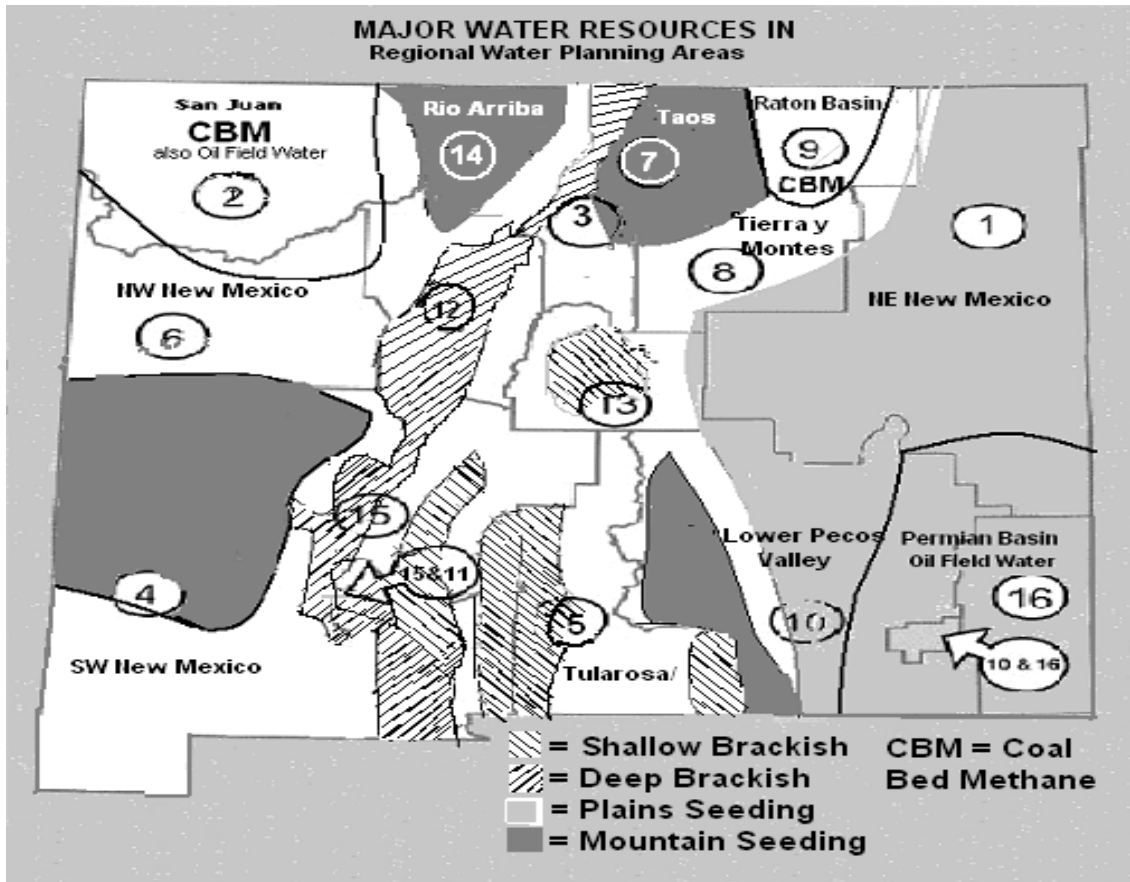 MAJOR WATER RESOURCES IN
Regional Water Planning Areas
San Juan
CBM
also Oil Field Water
2
Rio Arriba
14
Taos
7
Raton Basin
9
CBM
3
Tierra y
Montes
8
1
NE New Mexico
NW New Mexico
6
12
13
15
15&11
4
5
Lower Pecos
Valley
10
Permian Basin
Oil Field Water
16
10 & 16
SW New Mexico
Tularosa/
= Shallow Brackish
= Deep Brackish
= Plains Seeding
= Mountain Seeding
CBM = Coal
Bed Methane